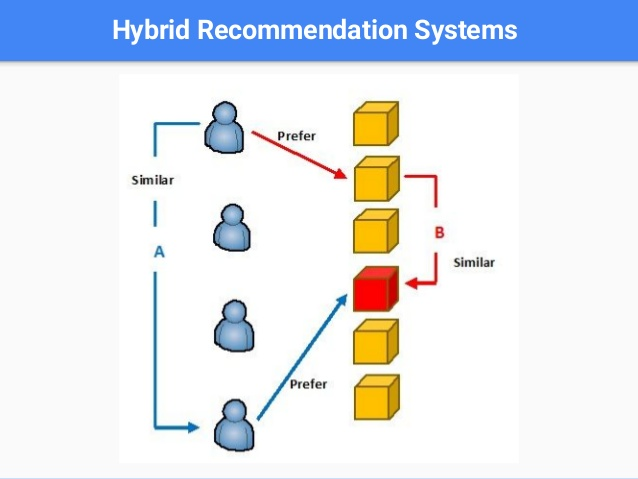 Hybrid Recommendation Systems
Prefer
Similar
A
B
Similar
Prefer